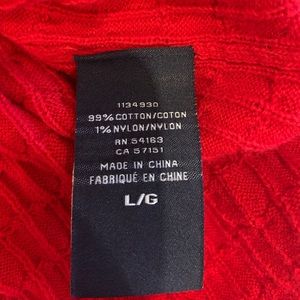 1134930
99% COTTON/COTON
1% NYLON/NYLON
RN 54163
CA 57151
MADE IN CHINA
FABRIQUÉ EN CHINE
L/G